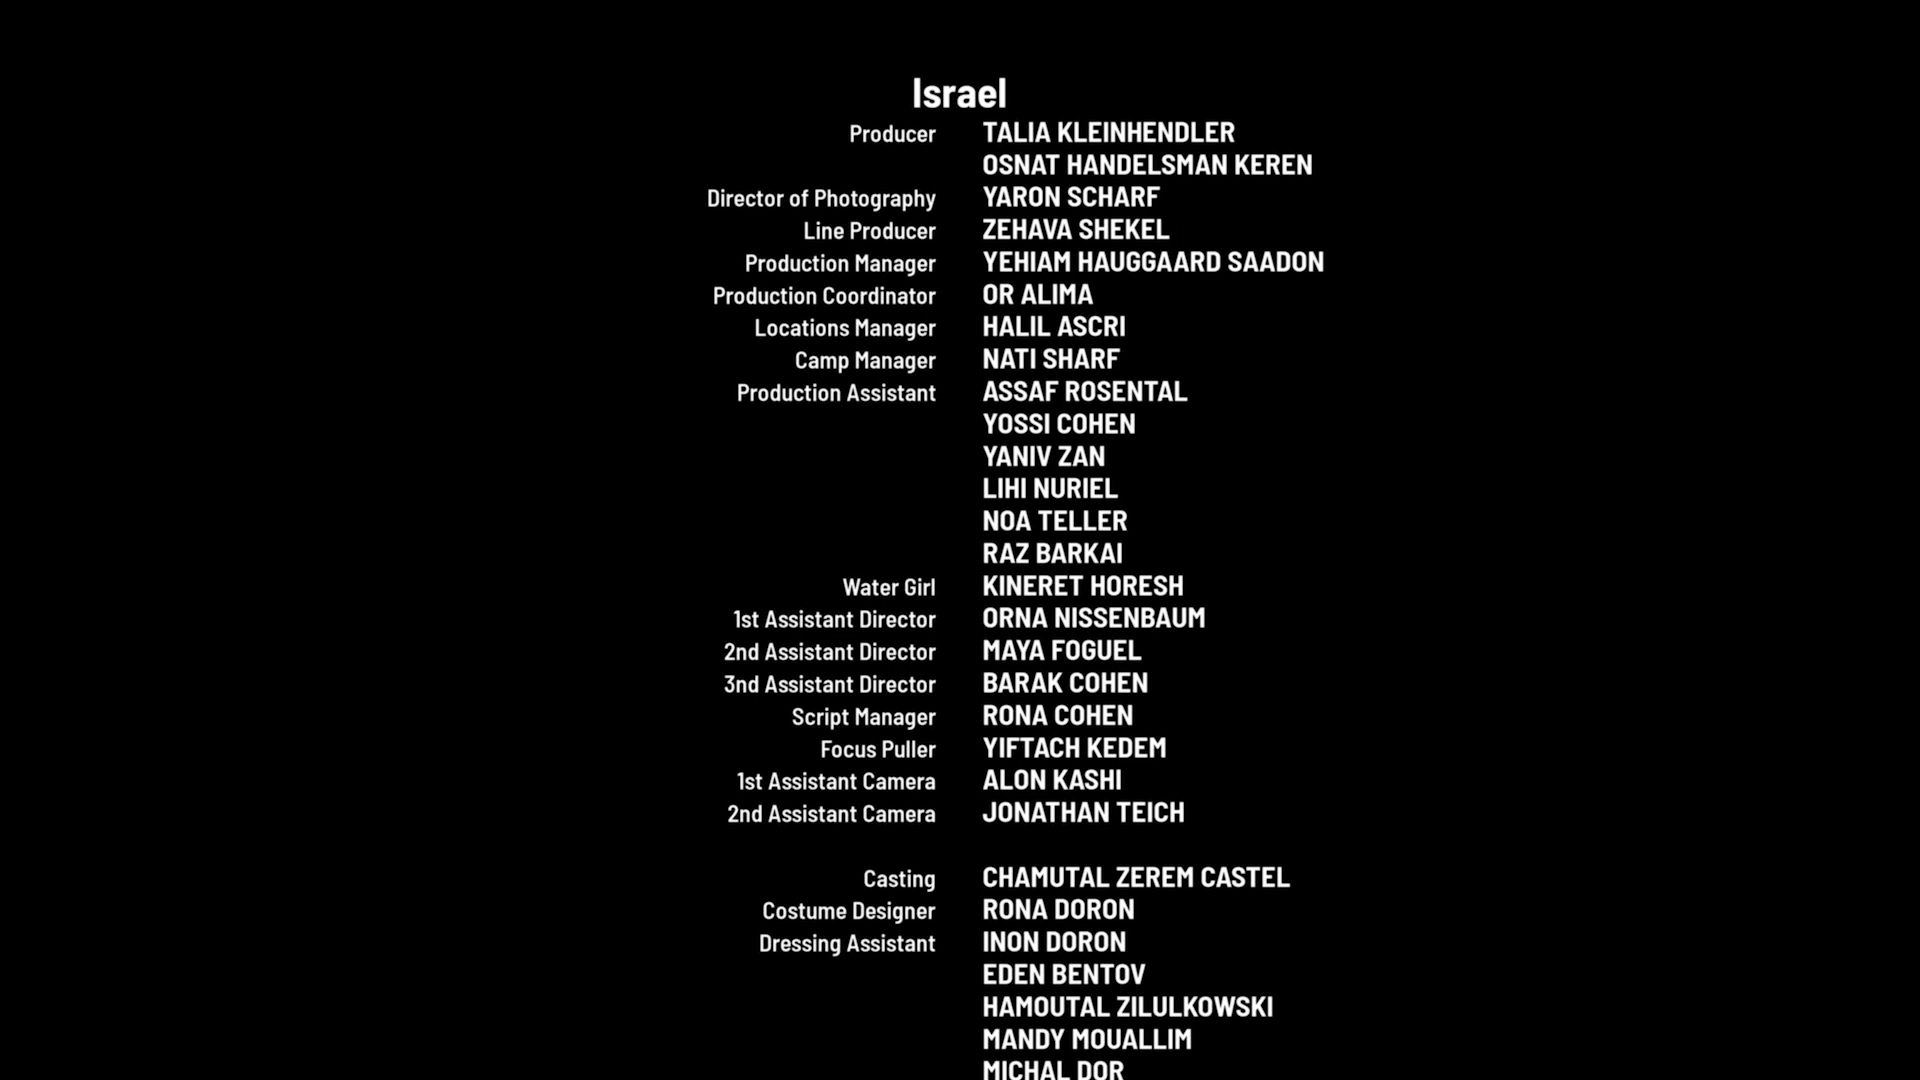 Israel
Producer TALIA KLEINHENDLER
OSNAT HANDELSMAN KEREN
Director of Photography YARON SCHARF
Line Producer ZEHAVA SHEKEL
Production Manager YEHIAM HAUGGAARD SAADON
Production Coordinator OR ALIMA
Locations Manager HALIL ASCRI
Camp Manager NATI SHARF
Production Assistant ASSAF ROSENTAL
YOSSI COHEN
YANIV ZAN
LIHI NURIEL
NOA TELLER
RAZ BARKAI
Water Girl KINERET HORESH
1st Assistant Director ORNA NISSENBAUM
2nd Assistant Director MAYA FOGUEL
3nd Assistant Director BARAK COHEN
Script Manager RONA COHEN
Focus Puller YIFTACH KEDEM
1st Assistant Camera ALON KASHI
2nd Assistant Camera JONATHAN TEICH
Casting CHAMUTAL ZEREM CASTEL
Costume Designer RONA DORON
Dressing Assistant INON DORON
EDEN BENTOV
HAMOUTAL ZILULKOWSKI
MANDY MOUALLIM
MICHAL DOR